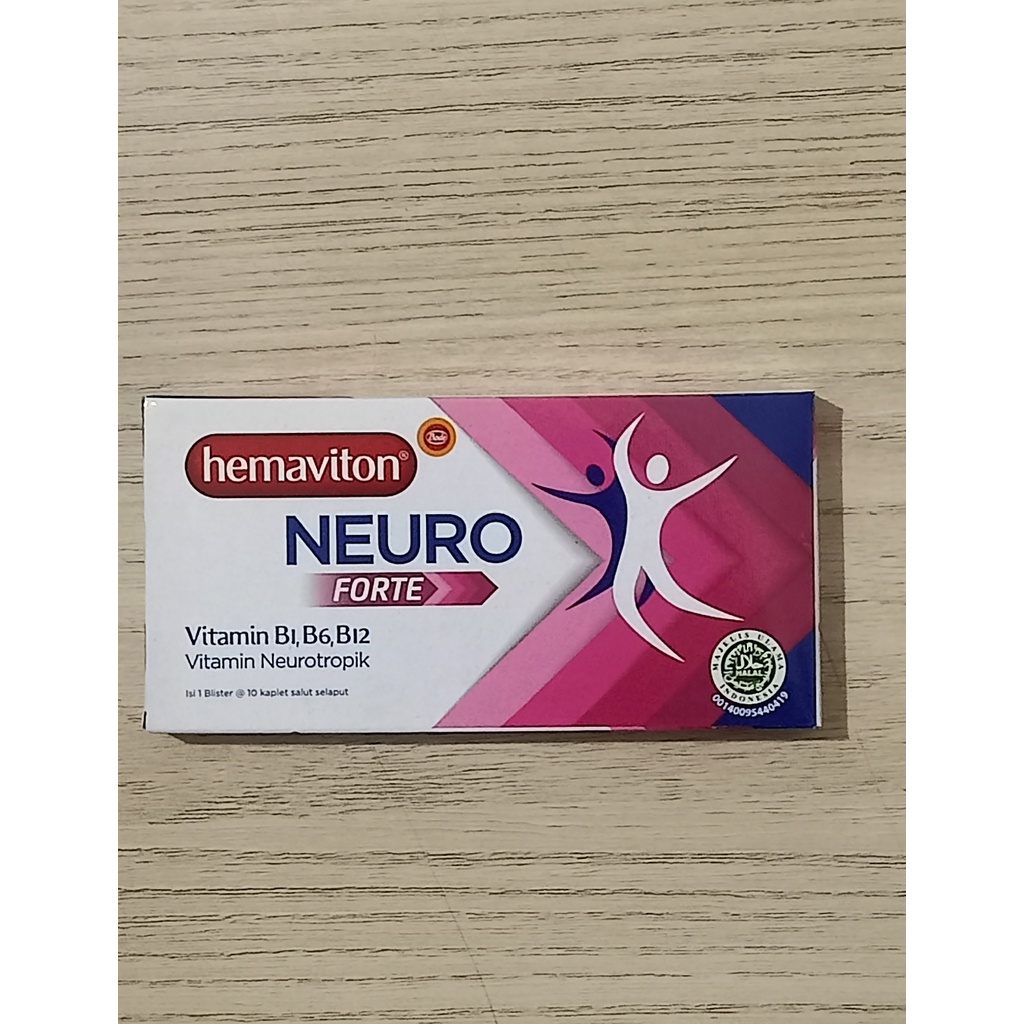 hemaviton®
NEURO
FORTE
Vitamin B1, B6, B12
Vitamin Neurotropik
Isi 1 Blister @ 10 kaplet salut selaput
MAJELIS ULAMA
HALAL
INDONESIA
00140095440419